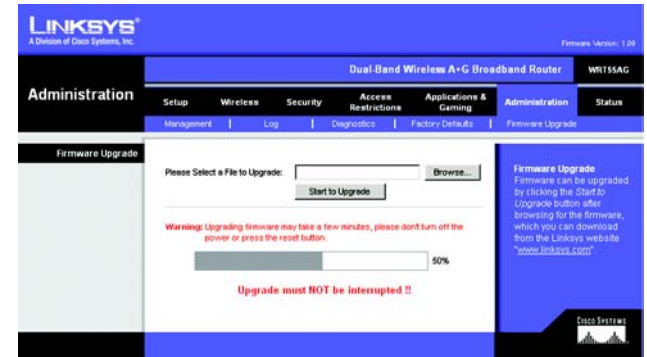 LINKSYS®
A Division of Cisco Systems, Inc.
Firmware Version: 1.09
Dual-Band Wireless A+G Broadband Router
WRT55AG
Administration
Setup
Wireless
Security
Access Restrictions
Applications & Gaming
Administration
Status
Management | Log | Diagnostics | Factory Defaults | Firmware Upgrade
Firmware Upgrade
Please Select a File to Upgrade:
Browse...
Start to Upgrade
Warning: Upgrading firmware may take a few minutes, please don't turn off the
power or press the reset button.
50%
Upgrade must NOT be interrupted !!
Firmware Upgrade
Firmware can be upgraded
by clicking the Start to
Upgrade button after
browsing for the firmware,
which you can download
from the Linksys website
"www.linksys.com".
CISCO SYSTEMS